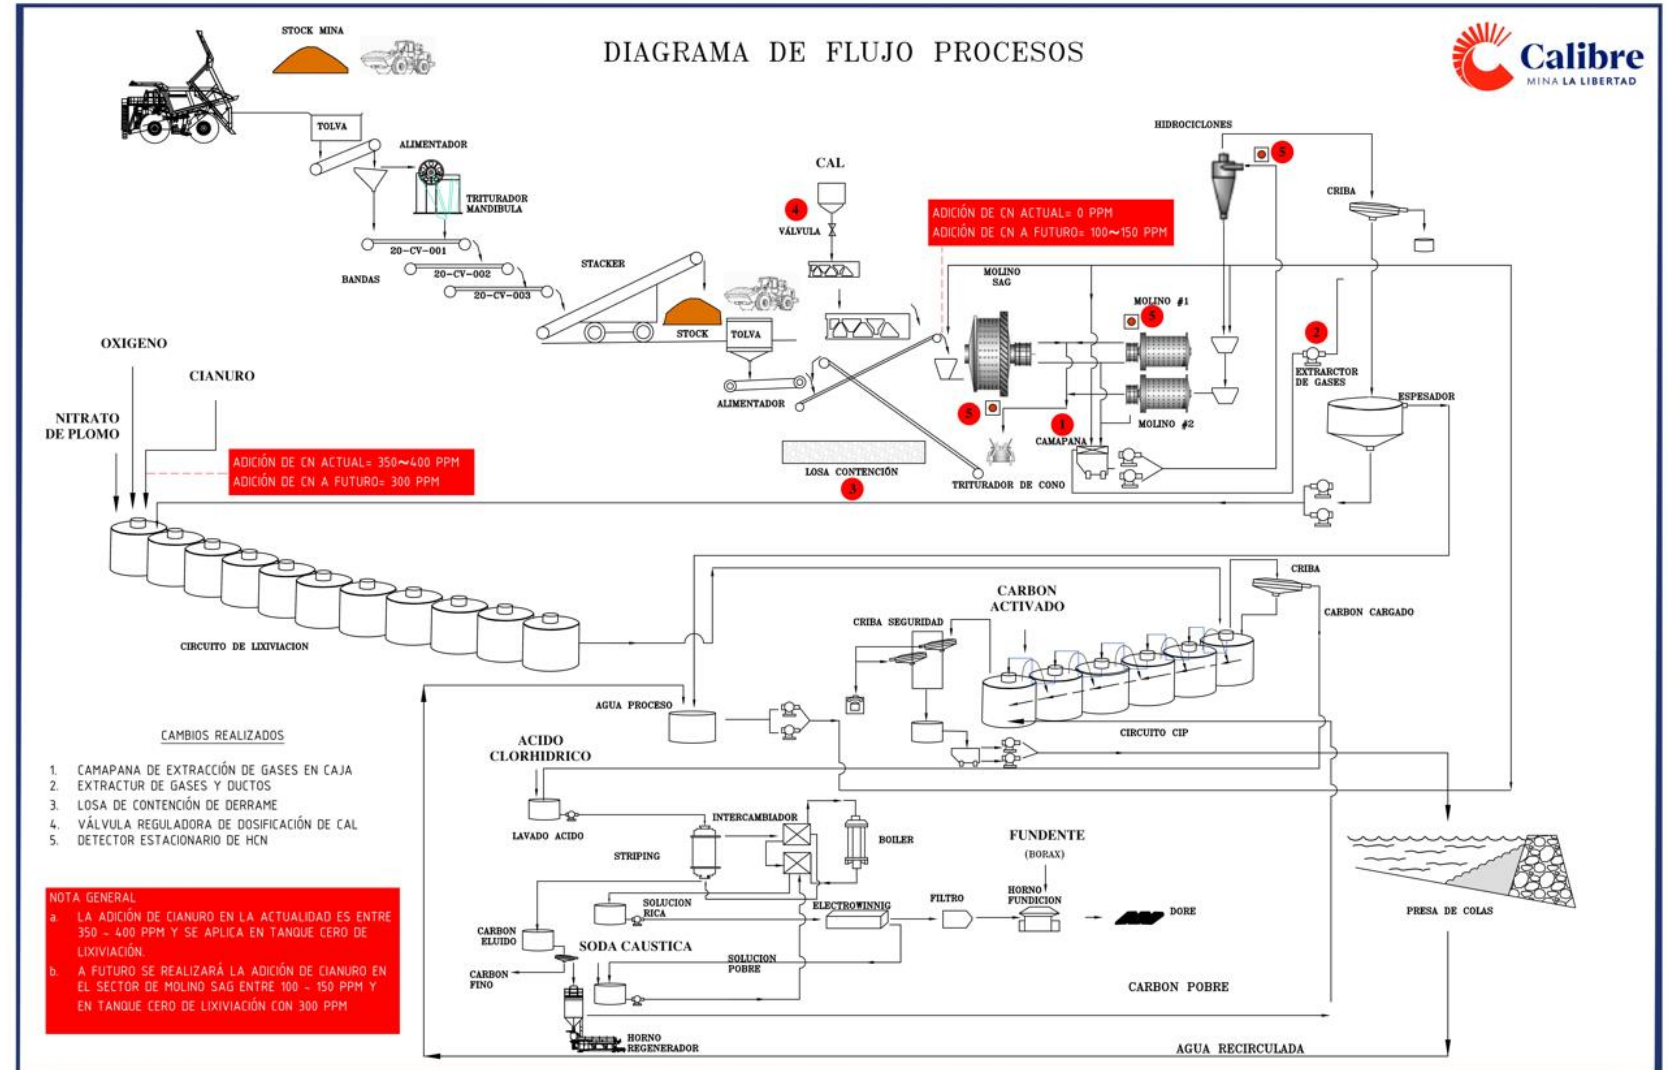 STOCK MINA
DIAGRAMA DE FLUJO PROCESOS
Calibre
MINA LA LIBERTAD
TOLVA
ALIMENTADOR
TRITURADOR
MANDIBULA
20-CV-001
20-CV-002
20-CV-003
BANDAS
STACKER
STOCK
TOLVA
CAL
4
VÁLVULA
ALIMENTADOR
ADICIÓN DE CN ACTUAL= 0 PPM
ADICIÓN DE CN A FUTURO= 100~150 PPM
HIDROCICLONES
5
CRIBA
MOLINO
SAG
MOLINO #1
5
2
EXTRARCTOR
DE GASES
ESPESADOR
5
1
CAMAPANA
MOLINO #2
LOSA CONTENCIÓN
3
TRITURADOR DE CONO
OXIGENO
CIANURO
NITRATO
DE PLOMO
ADICIÓN DE CN ACTUAL= 350~400 PPM
ADICIÓN DE CN A FUTURO= 300 PPM
CIRCUITO DE LIXIVIACION
CRIBA
CARBON
ACTIVADO
CARBON CARGADO
CRIBA SEGURIDAD
AGUA PROCESO
CIRCUITO CIP
CAMBIOS REALIZADOS
1. CAMAPANA DE EXTRACCIÓN DE GASES EN CAJA
2. EXTRACTUR DE GASES Y DUCTOS
3. LOSA DE CONTENCIÓN DE DERRAME
4. VÁLVULA REGULADORA DE DOSIFICACIÓN DE CAL
5. DETECTOR ESTACIONARIO DE HCN
ACIDO
CLORHIDRICO
LAVADO ACIDO
INTERCAMBIADOR
BOILER
STRIPING
FUNDENTE
(BORAX)
SOLUCION
RICA
ELECTROWINNIG
FILTRO
HORNO
FUNDICION
DORE
PRESA DE COLAS
CARBON
ELUIDO
SODA CAUSTICA
SOLUCION
POBRE
CARBON
FINO
CARBON POBRE
HORNO
REGENERADOR
AGUA RECIRCULADA
NOTA GENERAL
a. LA ADICIÓN DE CIANURO EN LA ACTUALIDAD ES ENTRE
350 ~ 400 PPM Y SE APLICA EN TANQUE CERO DE
LIXIVIACIÓN.
b. A FUTURO SE REALIZARÁ LA ADICIÓN DE CIANURO EN
EL SECTOR DE MOLINO SAG ENTRE 100 ~ 150 PPM Y
EN TANQUE CERO DE LIXIVIACIÓN CON 300 PPM